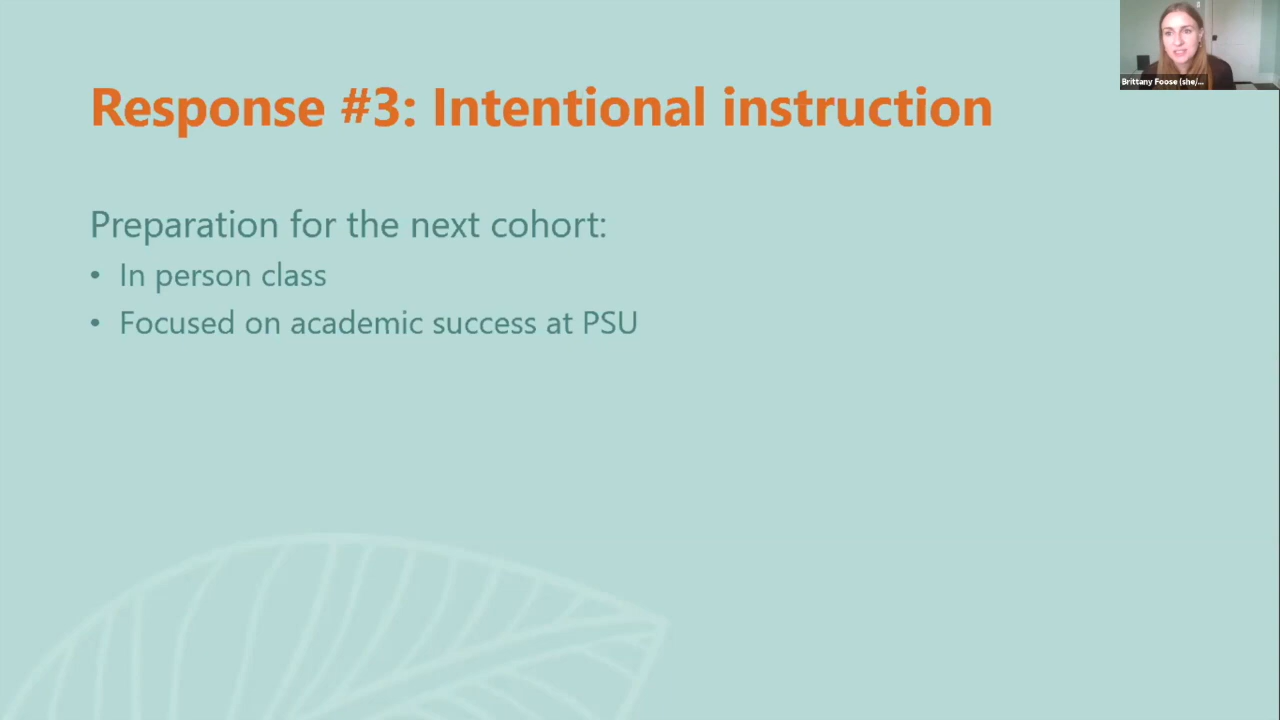 Response #3: Intentional instruction
Preparation for the next cohort:
• In person class
• Focused on academic success at PSU
Brittany Foose (she/...